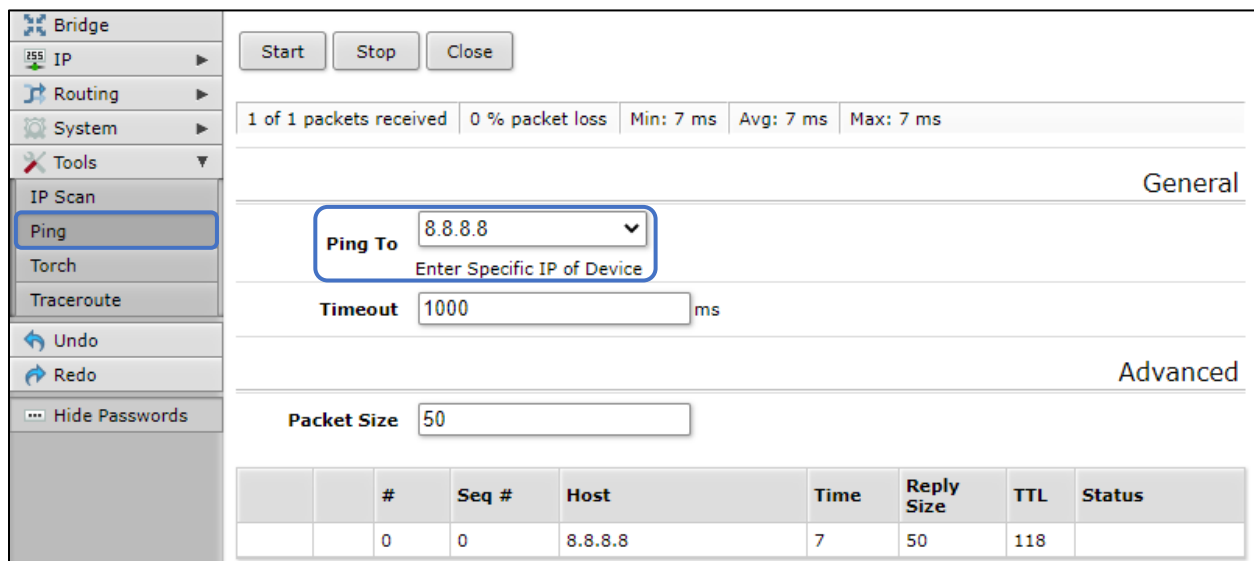 Bridge
255 IP
Routing
System
Tools
IP Scan
Ping
Torch
Traceroute
Undo
Redo
Hide Passwords
Start Stop Close
1 of 1 packets received 0 % packet loss Min: 7 ms Avg: 7 ms Max: 7 ms
General
Ping To 8.8.8.8
Enter Specific IP of Device
Timeout 1000 ms
Advanced
Packet Size 50
# Seq # Host Time Reply Size TTL Status
0 0 8.8.8.8 7 50 118